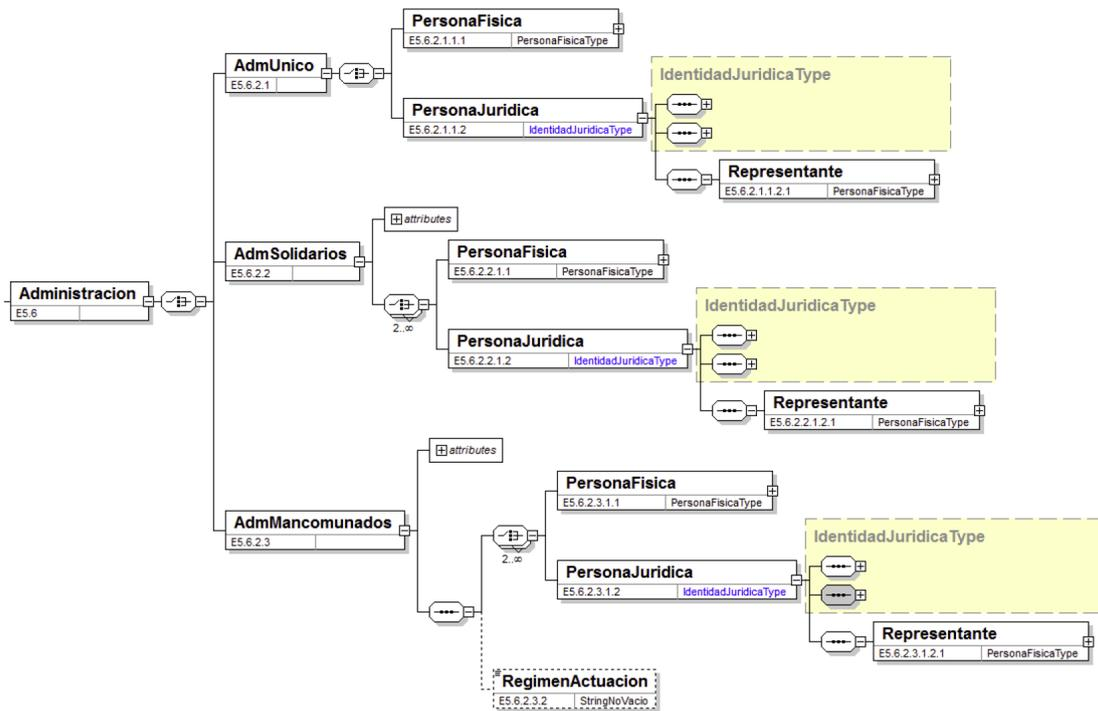 PersonaFisica
E5.6.2.1.1.1 PersonaFisicaType
AdmUnico
E5.6.2.1
IdentidadJuridicaType
PersonaJuridica
E5.6.2.1.1.2 IdentidadJuridicaType
Representante
E5.6.2.1.1.2.1 PersonaFisicaType
attributes
AdmSolidarios
E5.6.2.2
PersonaFisica
E5.6.2.2.1.1 PersonaFisicaType
Administracion
E5.6
2..∞
IdentidadJuridicaType
PersonaJuridica
E5.6.2.2.1.2 IdentidadJuridicaType
Representante
E5.6.2.2.1.2.1 PersonaFisicaType
attributes
PersonaFisica
E5.6.2.3.1.1 PersonaFisicaType
AdmMancomunados
E5.6.2.3
2..∞
IdentidadJuridicaType
PersonaJuridica
E5.6.2.3.1.2 IdentidadJuridicaType
Representante
E5.6.2.3.1.2.1 PersonaFisicaType
RegimenActuacion
E5.6.2.3.2 StringNoVacio